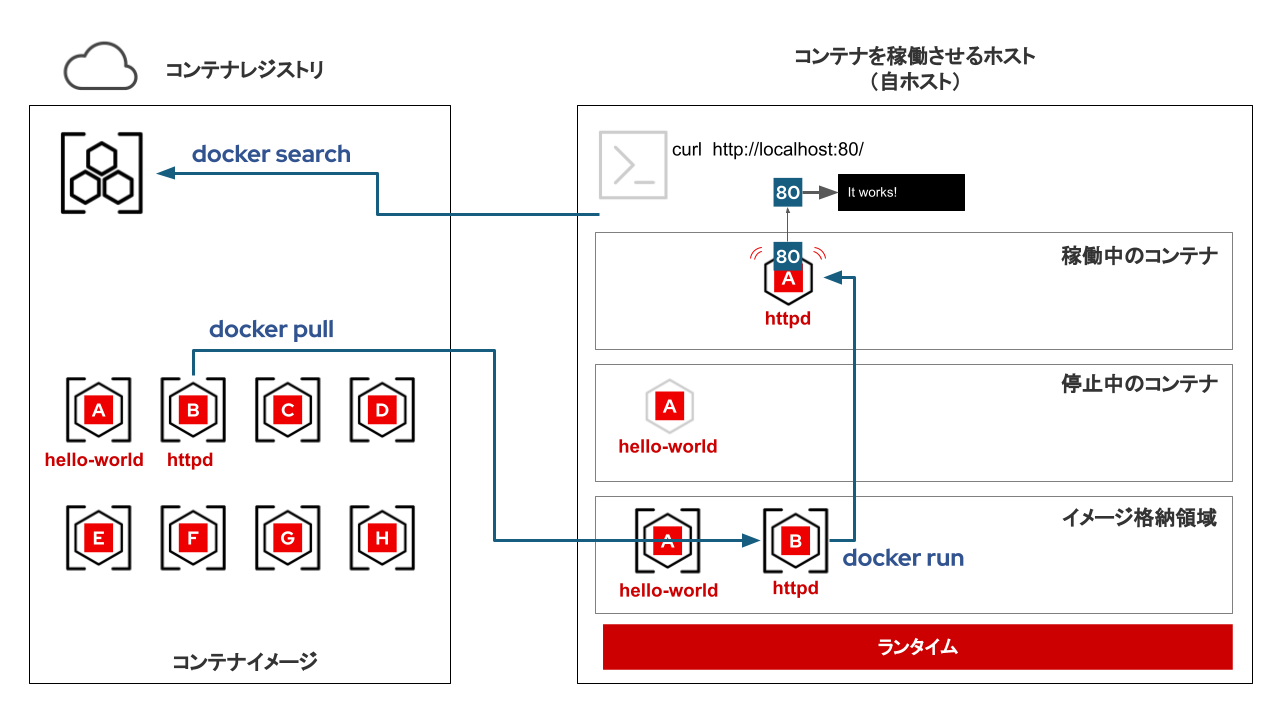 コンテナレジストリ
docker search
docker pull
A
B
C
D
hello-world
httpd
E
F
G
H
コンテナイメージ
コンテナを稼働させるホスト
（自ホスト）
curl http://localhost:80/
80
It works!
稼働中のコンテナ
80
A
httpd
停止中のコンテナ
A
hello-world
イメージ格納領域
A
B
hello-world
httpd
docker run
ランタイム